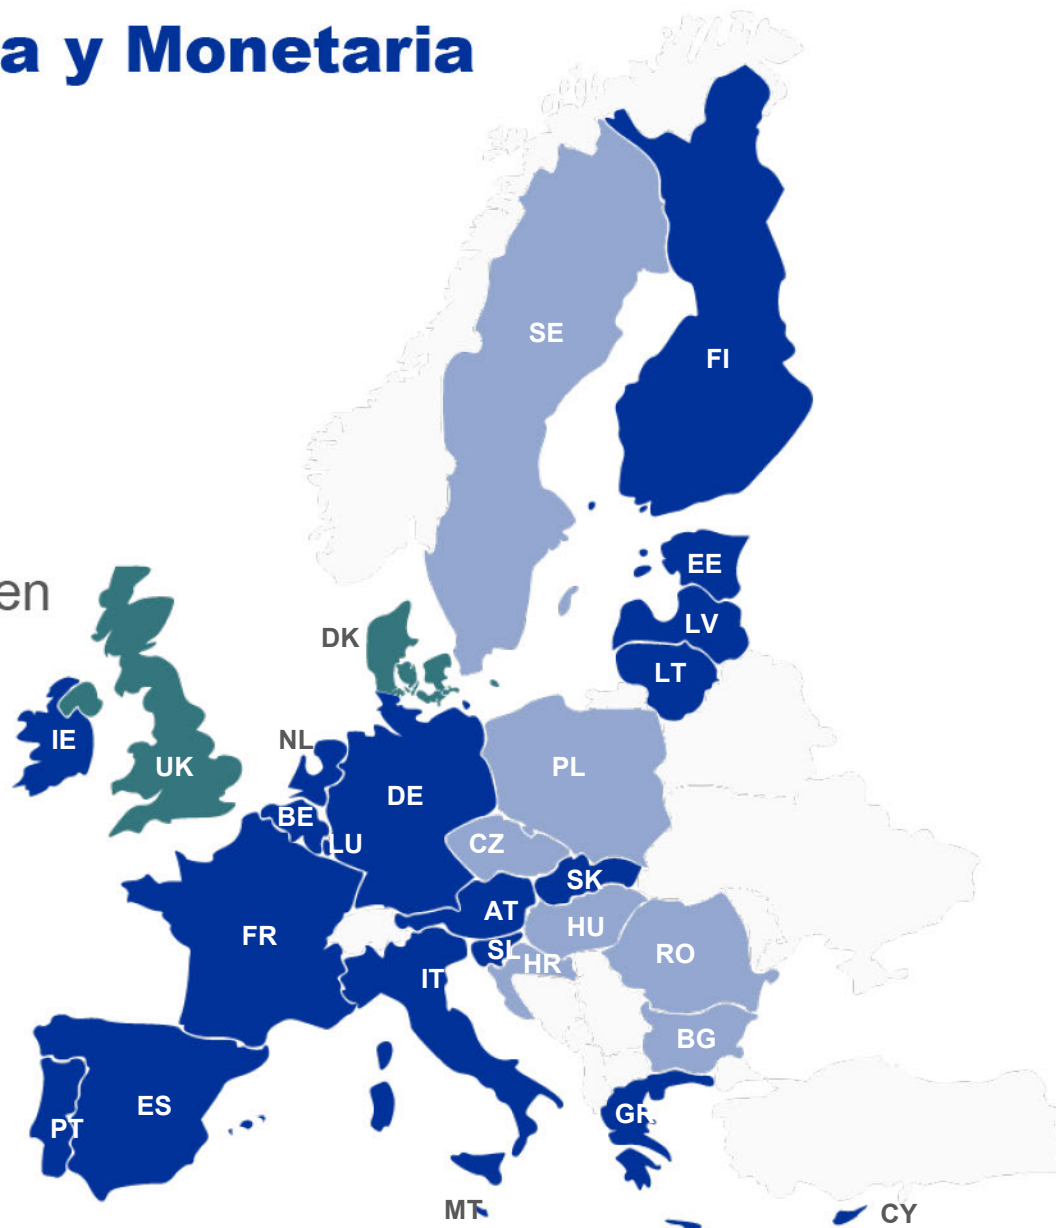 a y Monetaria
SE
FI
EE
en
LV
DK
LT
IE
NL
UK
PL
DE
BE
LU
CZ
SK
AT
HU
FR
SL
RO
HR
IT
BG
ES
GR
PT
MT
CY